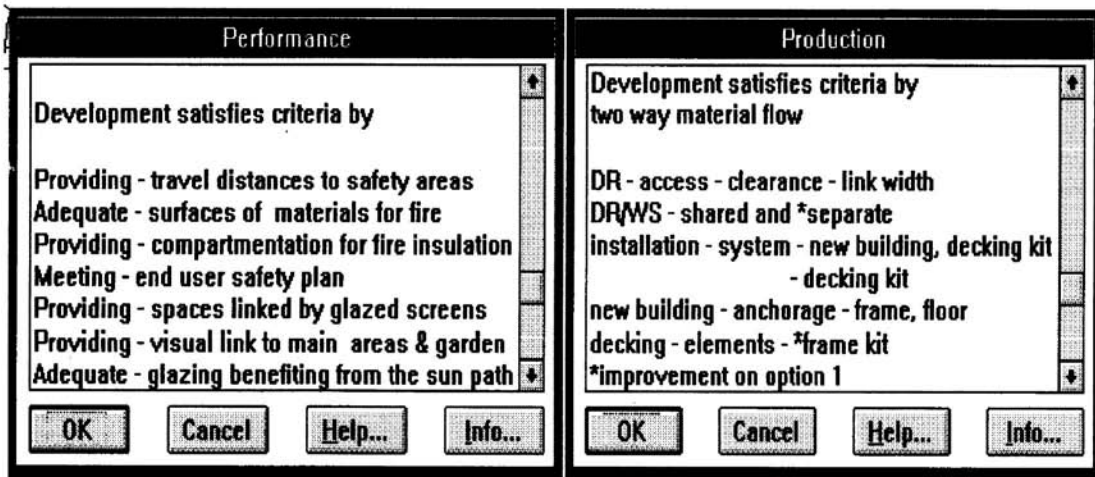 Performance
Development satisfies criteria by
Providing - travel distances to safety areas
Adequate - surfaces of materials for fire
Providing - compartmentation for fire insulation
Meeting - end user safety plan
Providing - spaces linked by glazed screens
Providing - visual link to main areas & garden
Adequate - glazing benefiting from the sun path
OK Cancel Help... Info...
Production
Development satisfies criteria by
two way material flow
DR - access - clearance - link width
DR/WS - shared and *separate
installation - system - new building, decking kit
- decking kit
new building - anchorage - frame, floor
decking - elements - *frame kit
*improvement on option 1
OK Cancel Help... Info...